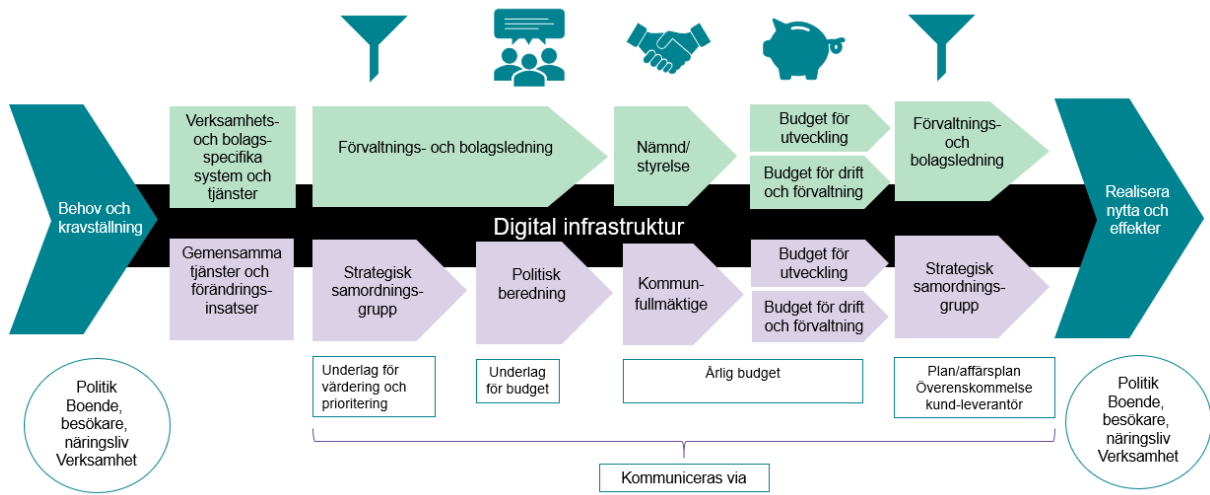 Behov och
kravställning
Verksamhets-
och bolags-
specifika
system och
tjänster
Förvaltnings- och bolagsledning
Nämnd/
styrelse
Budget för
utveckling
Budget för drift
och förvaltning
Förvaltnings-
och
bolagsledning
Realisera
nytta och
effekter
Digital infrastruktur
Gemensamma
tjänster och
förändrings-
insatser
Strategisk
samordnings-
grupp
Politisk
beredning
Kommun-
fullmäktige
Budget för
utveckling
Budget för drift
och förvaltning
Strategisk
samordnings-
grupp
Politik
Boende,
besökare,
näringsliv
Verksamhet
Underlag för
värdering och
prioritering
Underlag
för budget
Årlig budget
Plan/affärsplan
Överenskommelse
kund-leverantör
Politik
Boende,
besökare,
näringsliv
Verksamhet
Kommuniceras via